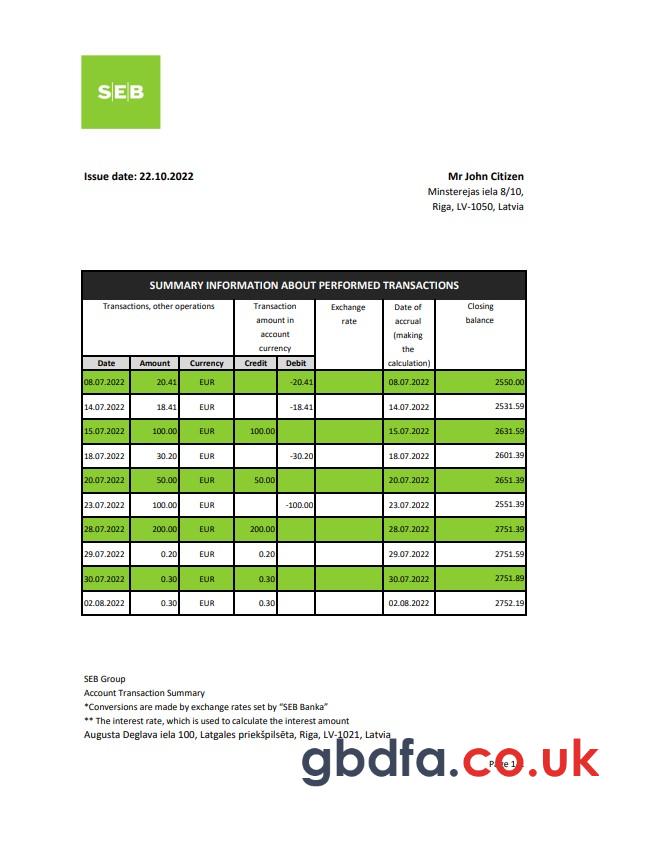 S|E|B
Issue date: 22.10.2022
Mr John Citizen
Minsterejas iela 8/10,
Riga, LV-1050, Latvia
SUMMARY INFORMATION ABOUT PERFORMED TRANSACTIONS
Transactions, other operations
Transaction amount in account currency
Exchange rate
Date of accrual (making the calculation)
Closing balance
Date Amount Currency Credit Debit
08.07.2022 20.41 EUR -20.41 08.07.2022 2550.00
14.07.2022 18.41 EUR -18.41 14.07.2022 2531.59
15.07.2022 100.00 EUR 100.00 15.07.2022 2631.59
18.07.2022 30.20 EUR -30.20 18.07.2022 2601.39
20.07.2022 50.00 EUR 50.00 20.07.2022 2651.39
23.07.2022 100.00 EUR -100.00 23.07.2022 2551.39
28.07.2022 200.00 EUR 200.00 28.07.2022 2751.39
29.07.2022 0.20 EUR 0.20 29.07.2022 2751.59
30.07.2022 0.30 EUR 0.30 30.07.2022 2751.89
02.08.2022 0.30 EUR 0.30 02.08.2022 2752.19
SEB Group
Account Transaction Summary
*Conversions are made by exchange rates set by “SEB Banka”
** The interest rate, which is used to calculate the interest amount
Augusta Deglava iela 100, Latgales priekšpilsēta, Riga, LV-1021, Latvia
gbdfa.co.uk